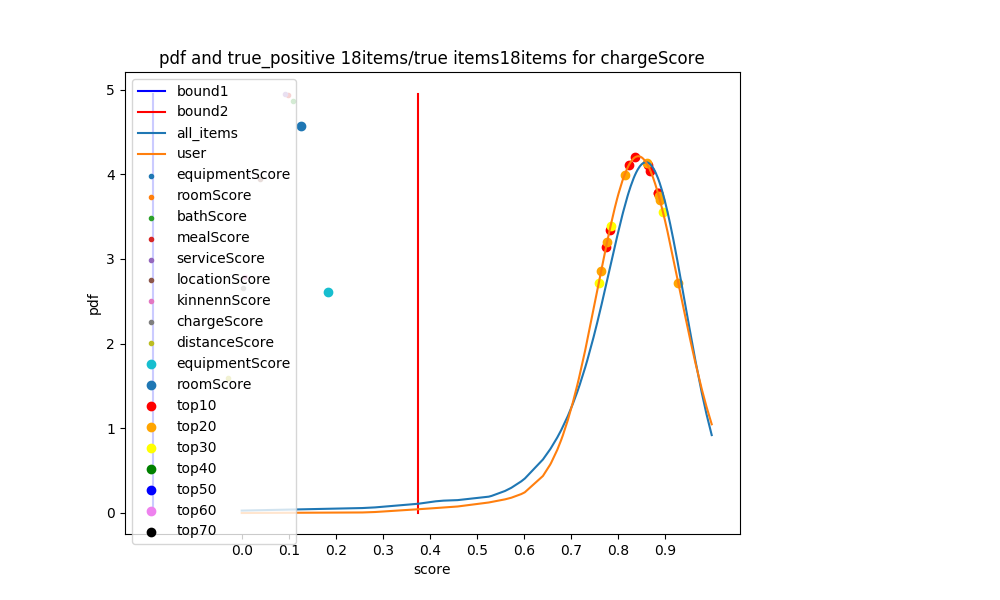 pdf and true_positive 18items/true items18items for chargeScore
bound1
bound2
all_items
user
equipmentScore
roomScore
bathScore
mealScore
serviceScore
locationScore
kinnennScore
chargeScore
distanceScore
equipmentScore
roomScore
top10
top20
top30
top40
top50
top60
top70
5
4
3
2
1
0
pdf
0.0 0.1 0.2 0.3 0.4 0.5 0.6 0.7 0.8 0.9
score